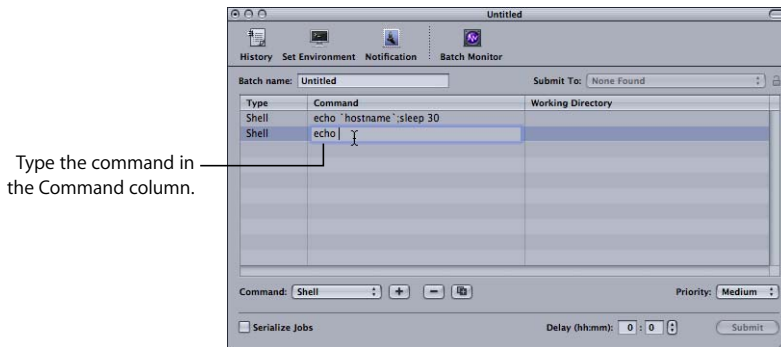 Untitled
History Set Environment Notification Batch Monitor
Batch name: Untitled Submit To: None Found
Type Command Working Directory
Shell echo `hostname`;sleep 30
Shell echo
Type the command in
the Command column.
Command: Shell + − Priority: Medium
Serialize Jobs Delay (hh:mm): 0 : 0 Submit